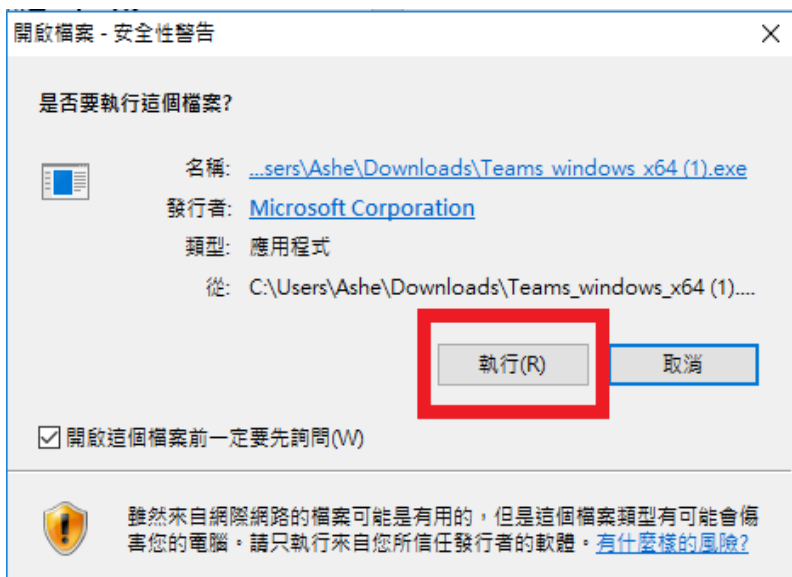 開啟檔案 - 安全性警告
是否要執行這個檔案?
名稱: ...sers\Ashe\Downloads\Teams_windows_x64 (1).exe
發行者: Microsoft Corporation
類型: 應用程式
從: C:\Users\Ashe\Downloads\Teams_windows_x64 (1)....
執行(R) 取消
開啟這個檔案前一定要先詢問(W)
雖然來自網際網路的檔案可能是有用的，但是這個檔案類型有可能會傷
害您的電腦。請只執行來自您所信任發行者的軟體。有什麼樣的風險?